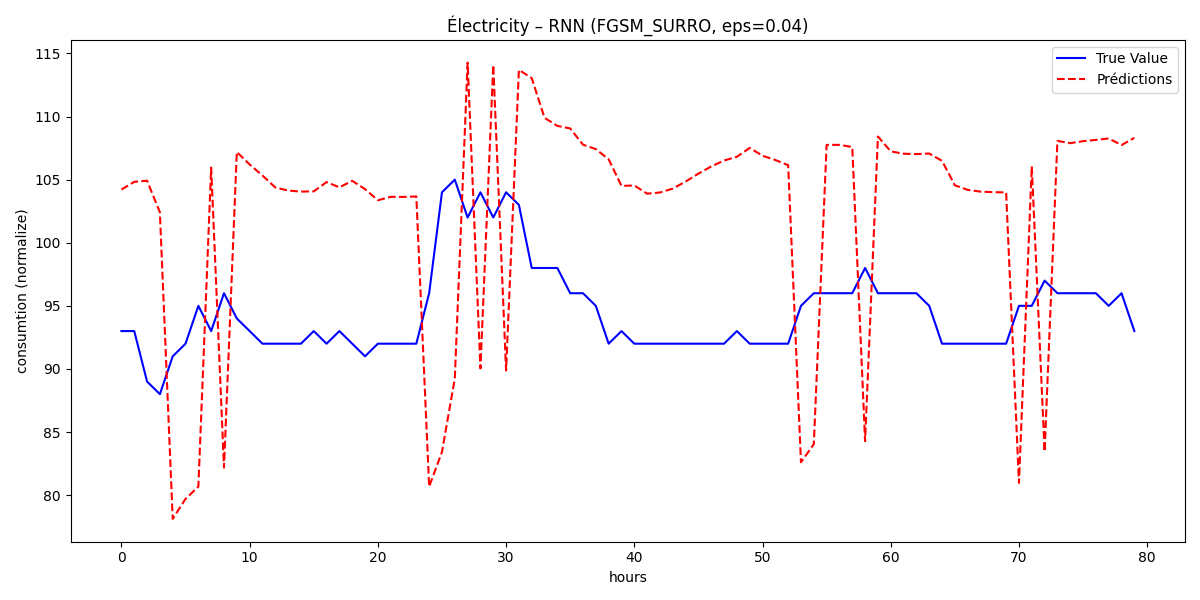 Électricity – RNN (FGSM_SURRO, eps=0.04)
True Value
Prédictions
consumtion (normalize)
115
110
105
100
95
90
85
80
0 10 20 30 40 50 60 70 80
hours